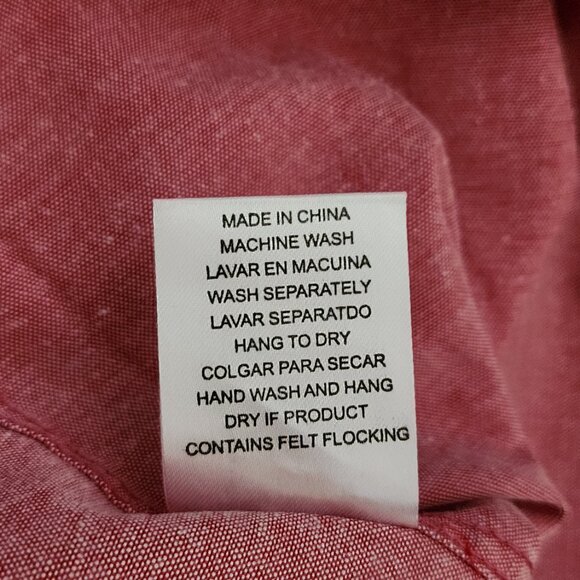 MADE IN CHINA
MACHINE WASH
LAVAR EN MACUINA
WASH SEPARATELY
LAVAR SEPARATDO
HANG TO DRY
COLGAR PARA SECAR
HAND WASH AND HANG
DRY IF PRODUCT
CONTAINS FELT FLOCKING